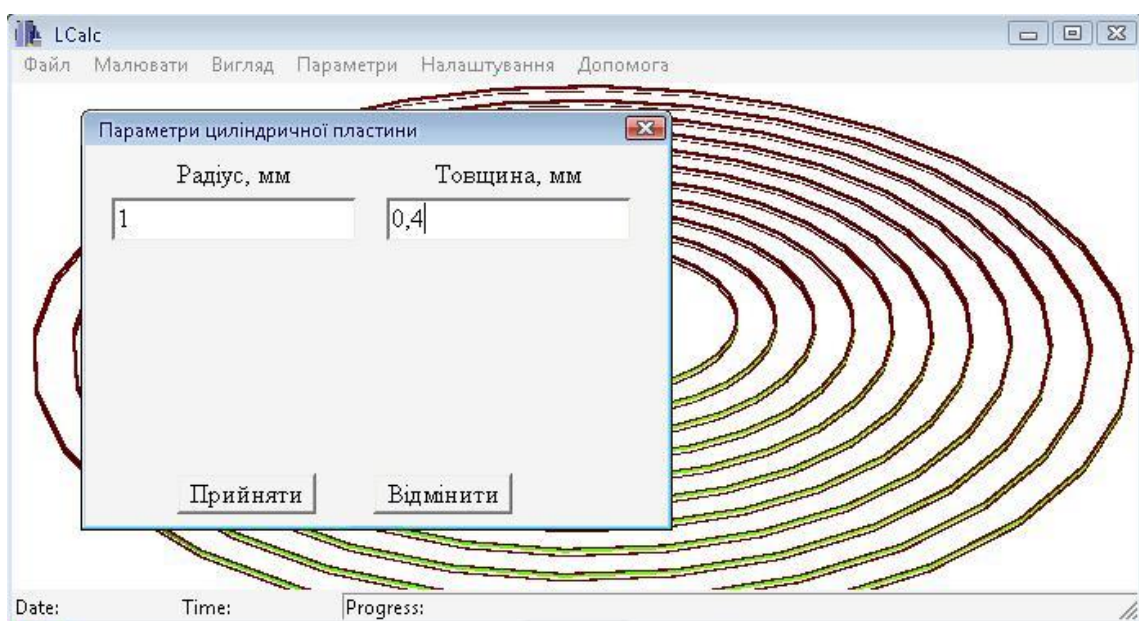 LCalc
Файл Малювати Вигляд Параметри Налаштування Допомога
Параметри циліндричної пластини
Радіус, мм Товщина, мм
1 0,4
Прийняти Відмінити
Date: Time: Progress: